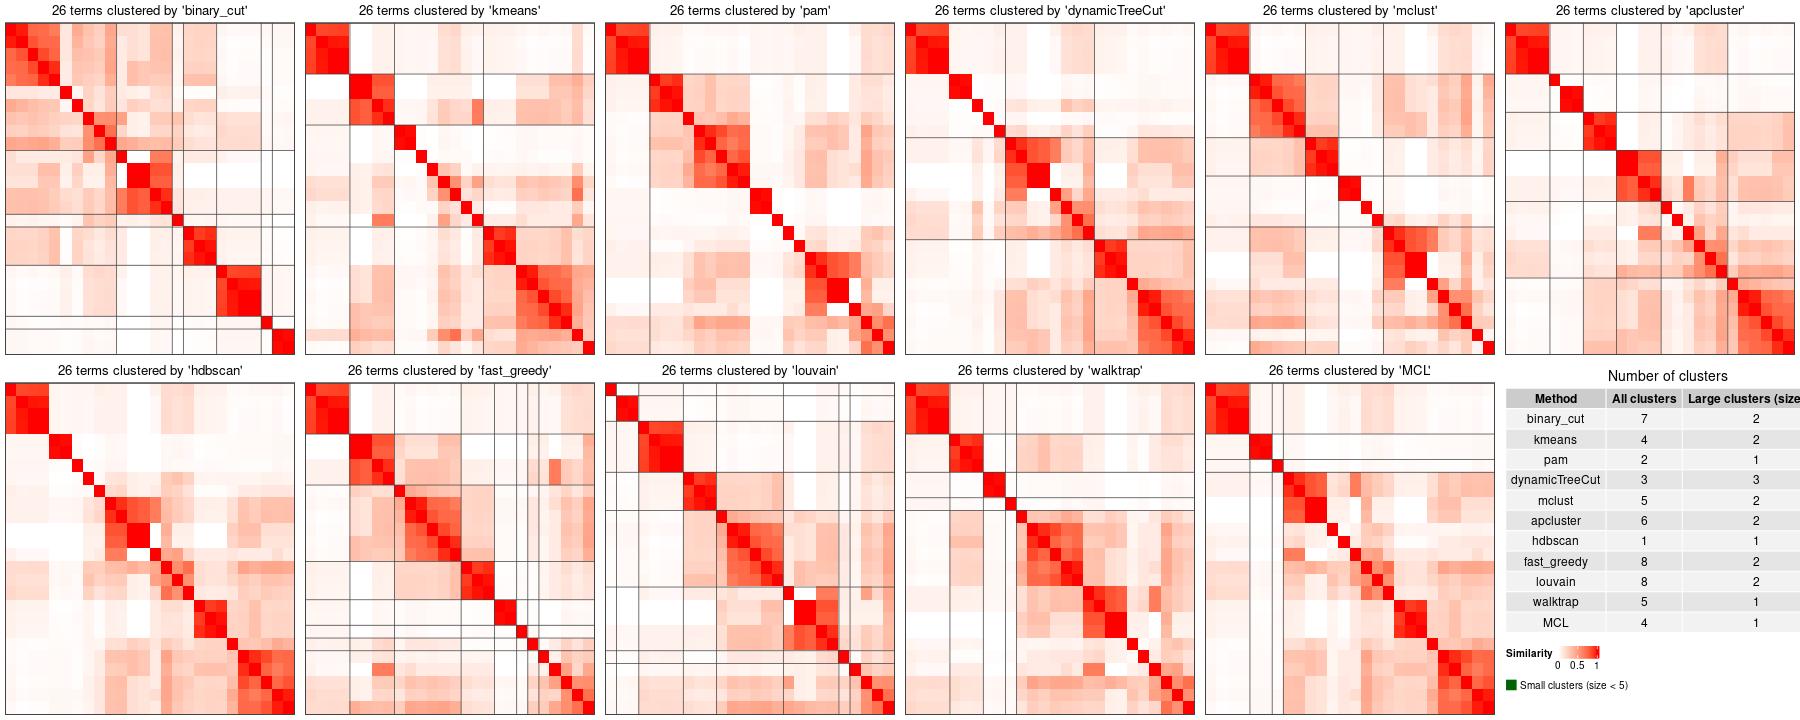 26 terms clustered by 'binary_cut'
26 terms clustered by 'kmeans'
26 terms clustered by 'pam'
26 terms clustered by 'dynamicTreeCut'
26 terms clustered by 'mclust'
26 terms clustered by 'apcluster'
26 terms clustered by 'hdbscan'
26 terms clustered by 'fast_greedy'
26 terms clustered by 'louvain'
26 terms clustered by 'walktrap'
26 terms clustered by 'MCL'
Number of clusters
Method All clusters Large clusters (size
binary_cut 7 2
kmeans 4 2
pam 2 1
dynamicTreeCut 3 3
mclust 5 2
apcluster 6 2
hdbscan 1 1
fast_greedy 8 2
louvain 8 2
walktrap 5 1
MCL 4 1
Similarity
0 0.5 1
Small clusters (size < 5)